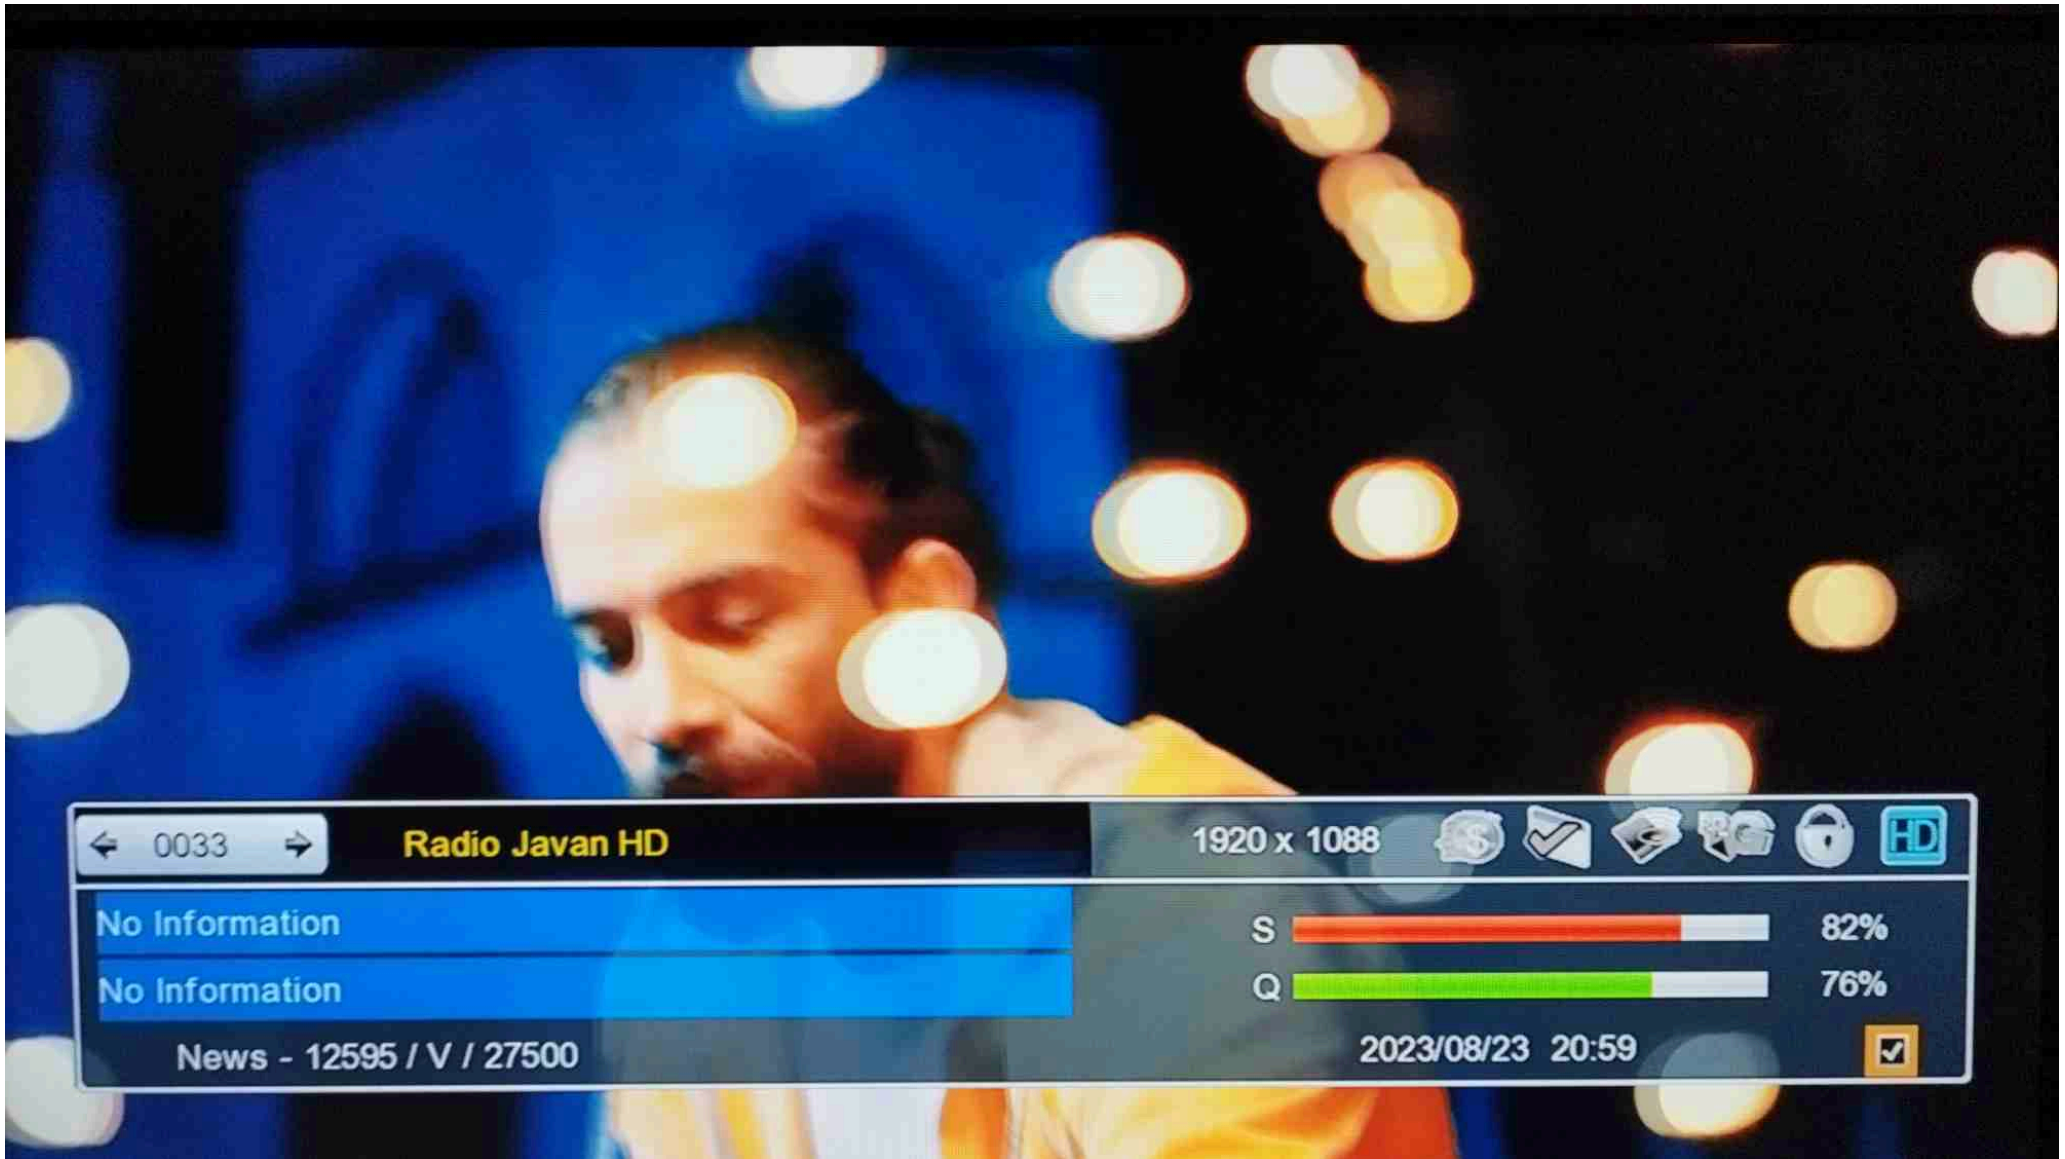 0033 Radio Javan HD 1920 x 1088 HD
No Information S 82%
No Information Q 76%
News - 12595 / V / 27500 2023/08/23 20:59